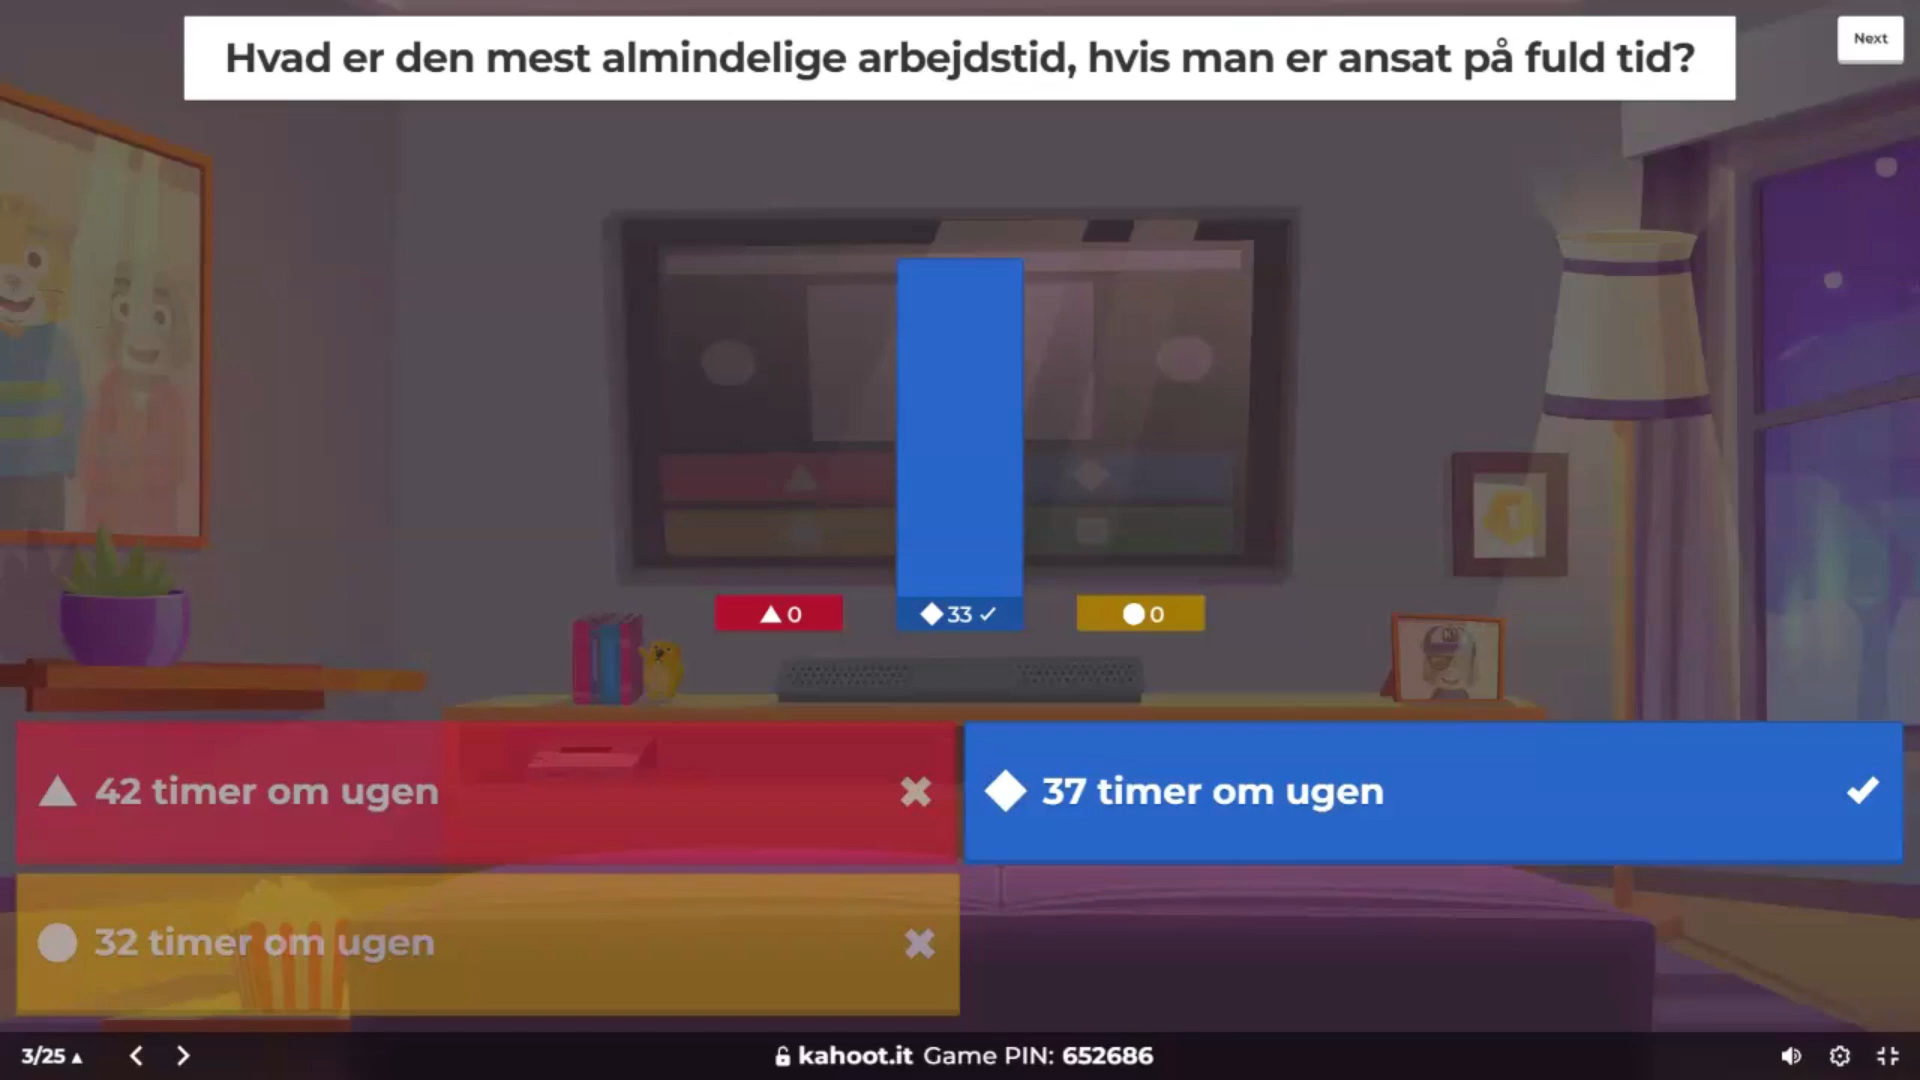 Hvad er den mest almindelige arbejdstid, hvis man er ansat på fuld tid?
Next
0
33
0
42 timer om ugen
37 timer om ugen
32 timer om ugen
3/25
kahoot.it Game PIN: 652686